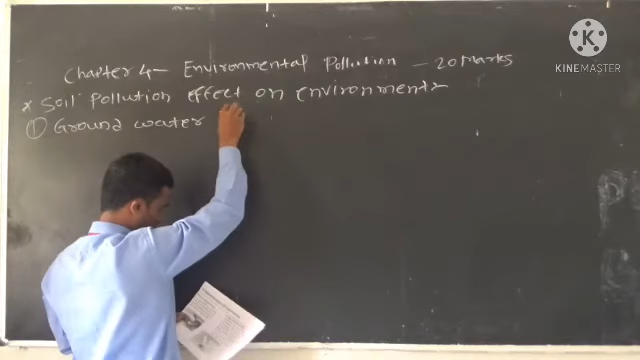 Chapter 4 - Environmental Pollution - 20 Marks
* Soil Pollution effect on environment
① Ground water
K
KINEMASTER